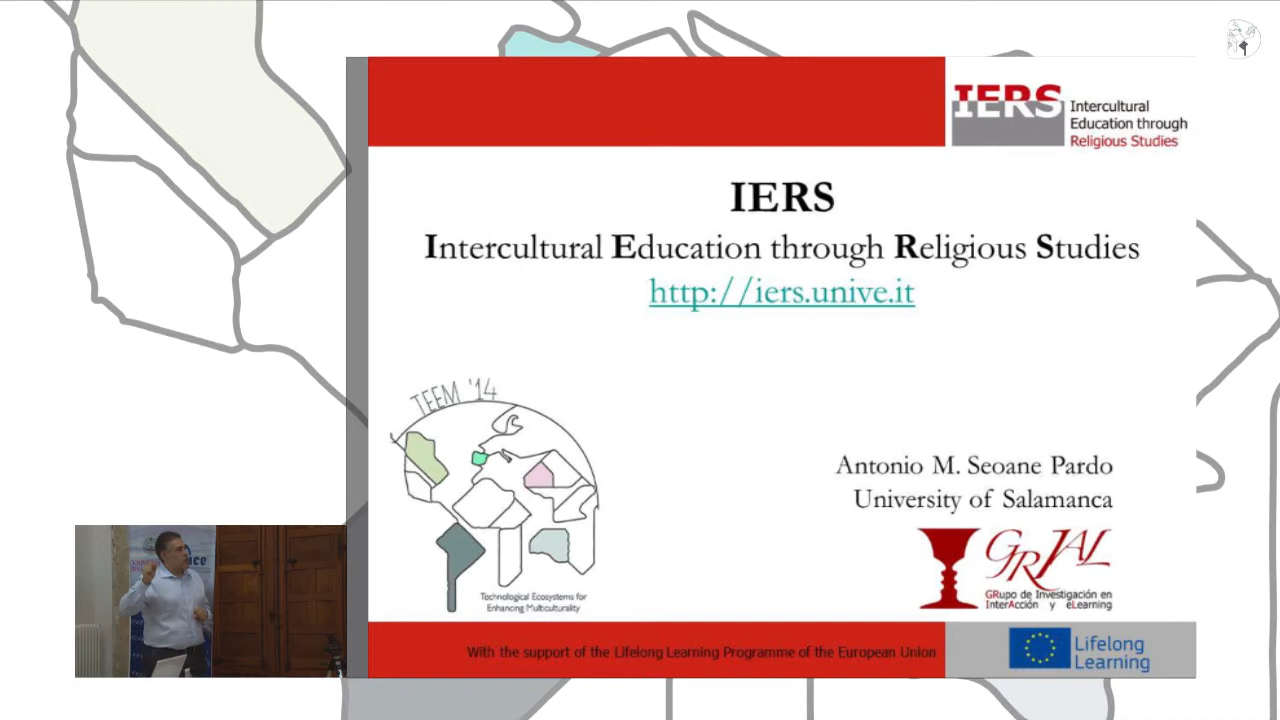 IERS
Intercultural
Education through
Religious Studies
IERS
Intercultural Education through Religious Studies
http://iers.unive.it
TEEM '14
Technological Ecosystems for
Enhancing Multiculturality
Antonio M. Seoane Pardo
University of Salamanca
GRIAL
GRupo de Investigación en
InterAcción y eLearning
With the support of the Lifelong Learning Programme of the European Union
Lifelong
Learning